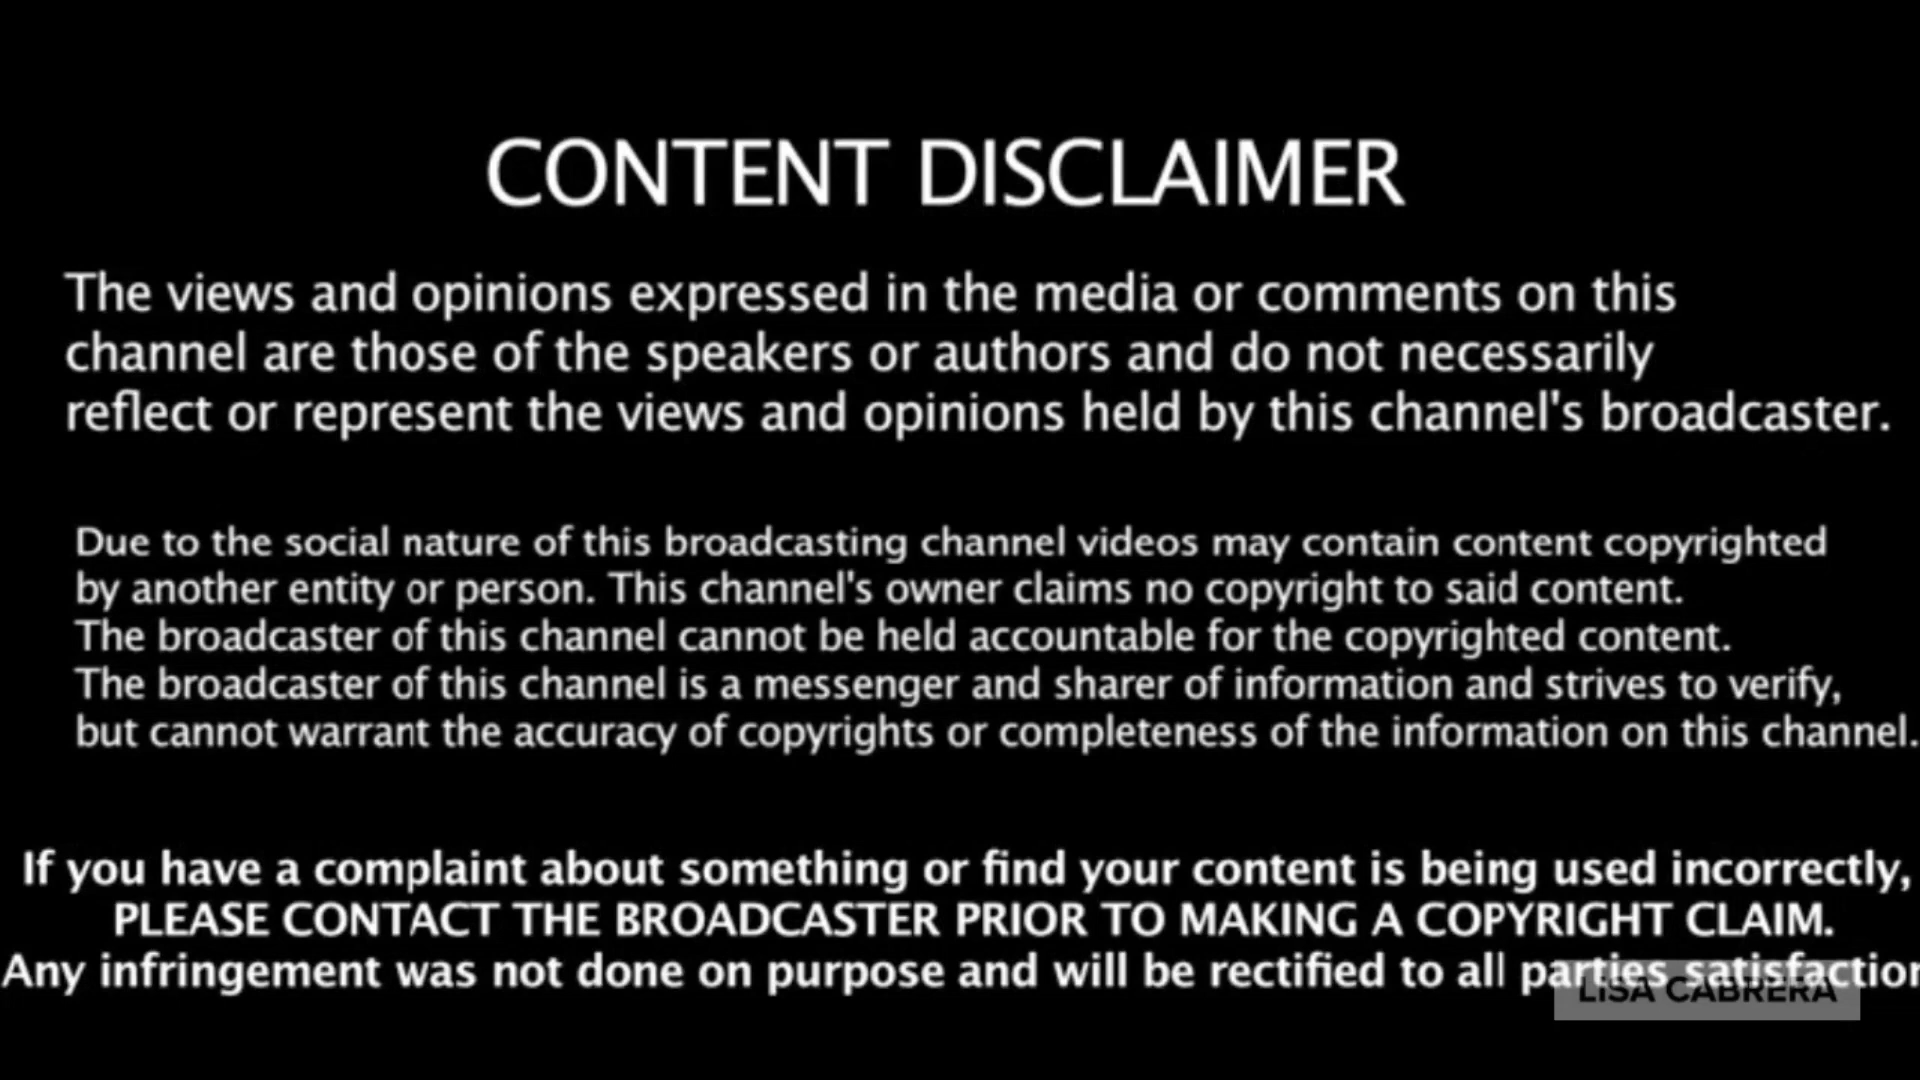 CONTENT DISCLAIMER
The views and opinions expressed in the media or comments on this
channel are those of the speakers or authors and do not necessarily
reflect or represent the views and opinions held by this channel's broadcaster.
Due to the social nature of this broadcasting channel videos may contain content copyrighted
by another entity or person. This channel's owner claims no copyright to said content.
The broadcaster of this channel cannot be held accountable for the copyrighted content.
The broadcaster of this channel is a messenger and sharer of information and strives to verify,
but cannot warrant the accuracy of copyrights or completeness of the information on this channel.
If you have a complaint about something or find your content is being used incorrectly,
PLEASE CONTACT THE BROADCASTER PRIOR TO MAKING A COPYRIGHT CLAIM.
Any infringement was not done on purpose and will be rectified to all parties satisfaction
LISA CABRERA